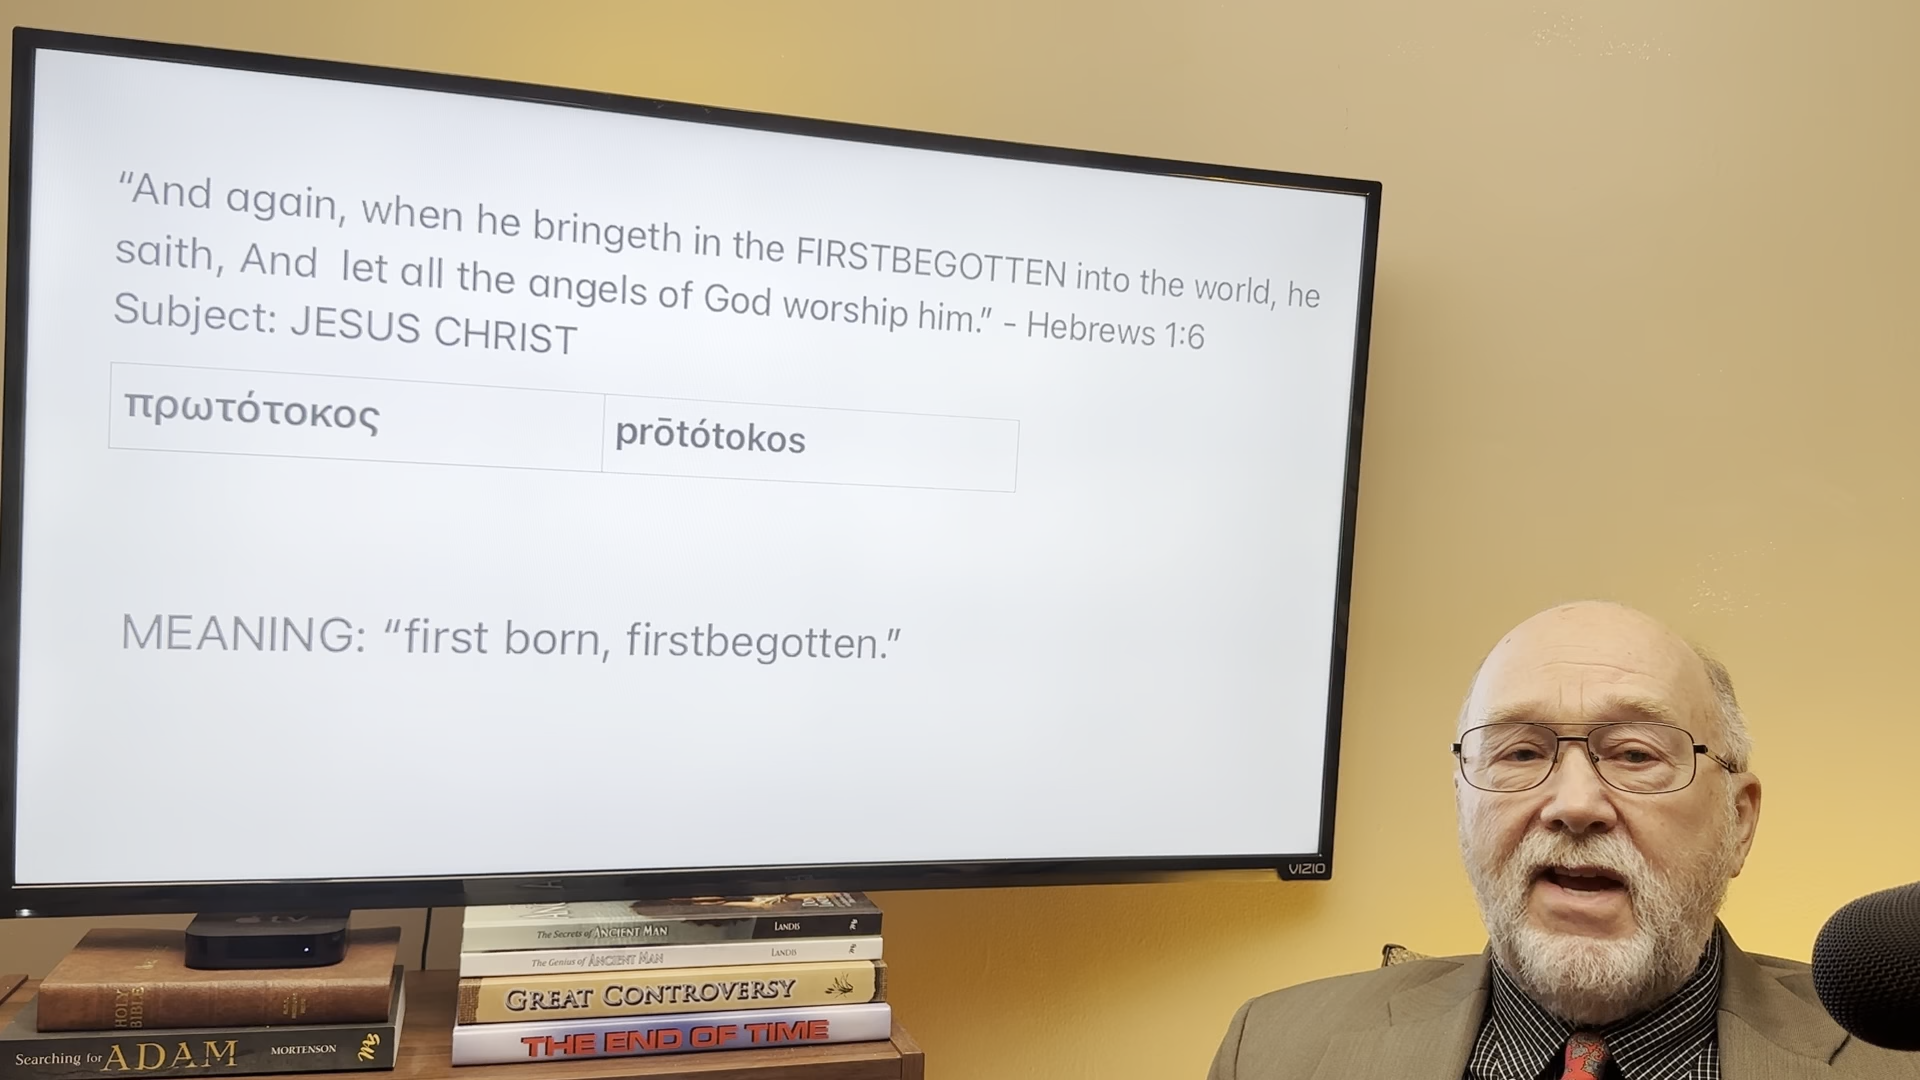 “And again, when he bringeth in the FIRSTBEGOTTEN into the world, he
saith, And let all the angels of God worship him.” - Hebrews 1:6
Subject: JESUS CHRIST
πρωτότοκος
prōtótokos
MEANING: “first born, firstbegotten.”
VIZIO
tv
HOLY
BIBLE
Searching for ADAM MORTENSON
The Secrets of ANCIENT MAN LANDIS
The Genius of ANCIENT MAN LANDIS
GREAT CONTROVERSY
THE END OF TIME